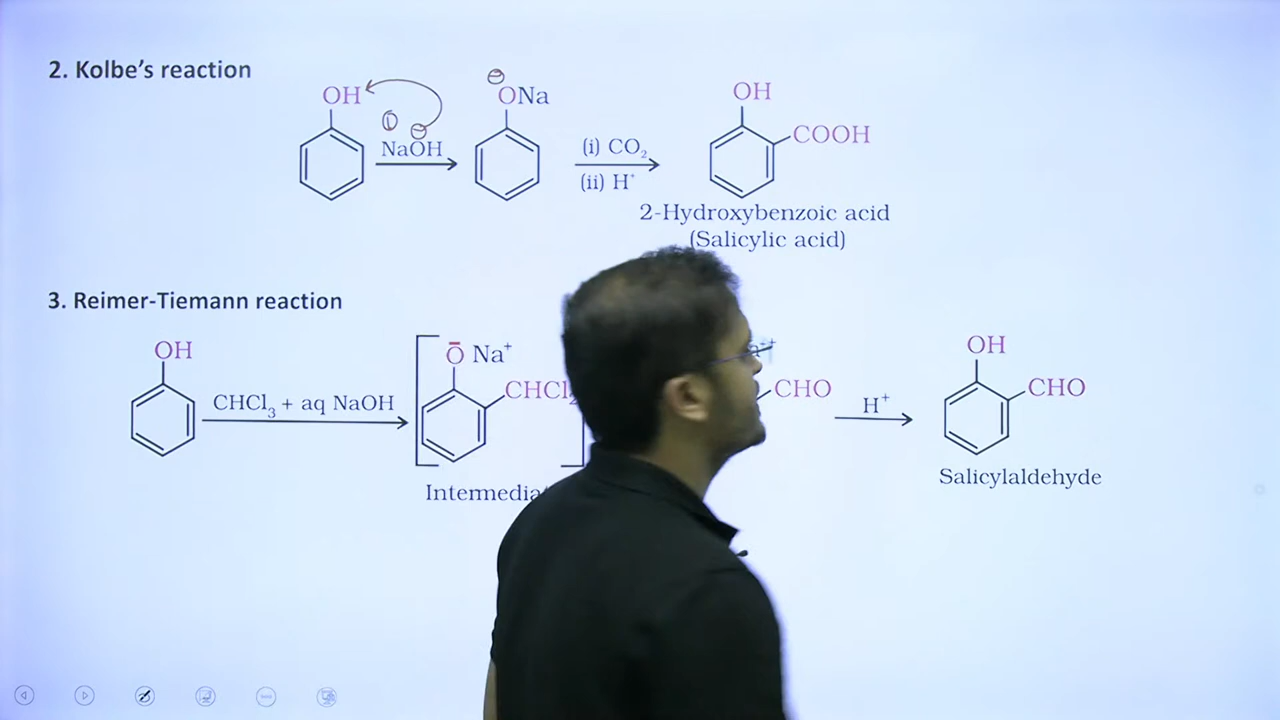 2. Kolbe's reaction
OH
⊖
ONa
OH
COOH
⊕ ⊖
NaOH
(i) CO₂
(ii) H⁺
2-Hydroxybenzoic acid
(Salicylic acid)
3. Reimer-Tiemann reaction
OH
CHCl₃ + aq NaOH
Ō Na⁺
CHCl₂
CHO
H⁺
OH
CHO
Salicylaldehyde